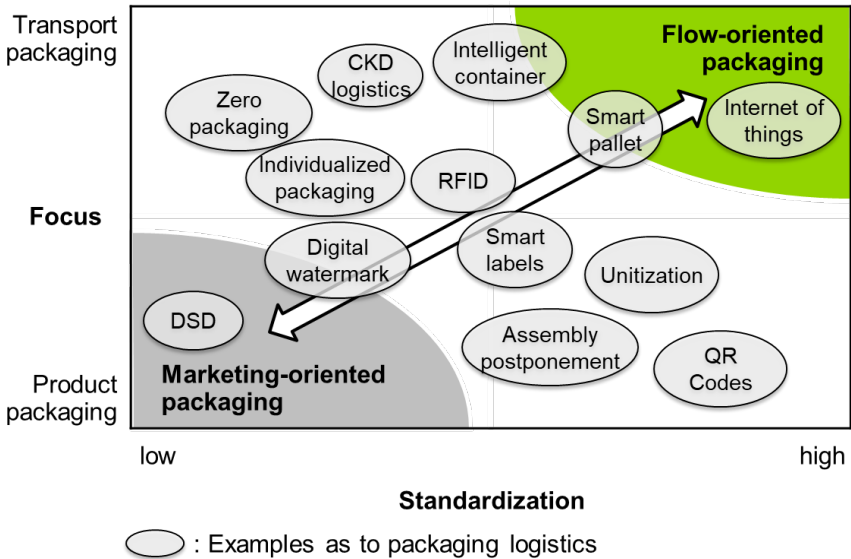 Transport
packaging
Flow-oriented
packaging
Intelligent
container
CKD
logistics
Zero
packaging
Smart
pallet
Internet of
things
Individualized
packaging
RFID
Focus
Digital
watermark
Smart
labels
Unitization
DSD
Assembly
postponement
QR
Codes
Marketing-oriented
packaging
Product
packaging
low
high
Standardization
: Examples as to packaging logistics